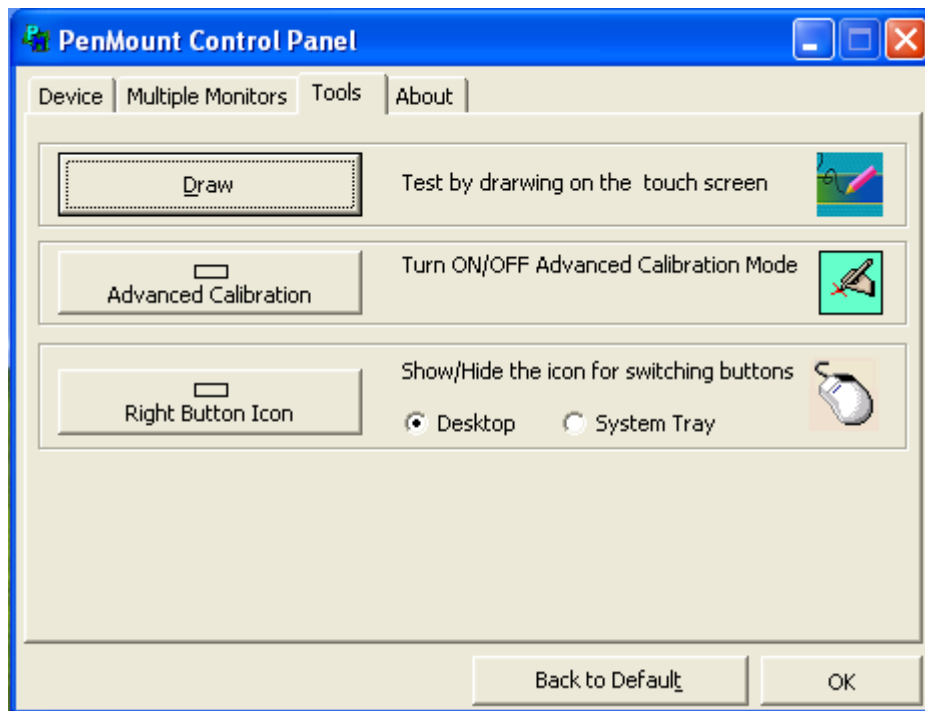 PenMount Control Panel
Device Multiple Monitors Tools About
Draw Test by drarwing on the touch screen
Turn ON/OFF Advanced Calibration Mode
Advanced Calibration
Show/Hide the icon for switching buttons
Right Button Icon Desktop System Tray
Back to Default OK